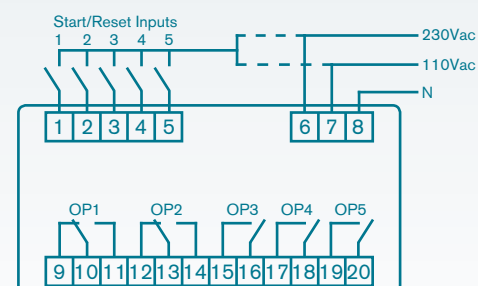 Start/Reset Inputs
1 2 3 4 5
230Vac
110Vac
N
1 2 3 4 5 6 7 8
OP1 OP2 OP3 OP4 OP5
9 10 11 12 13 14 15 16 17 18 19 20